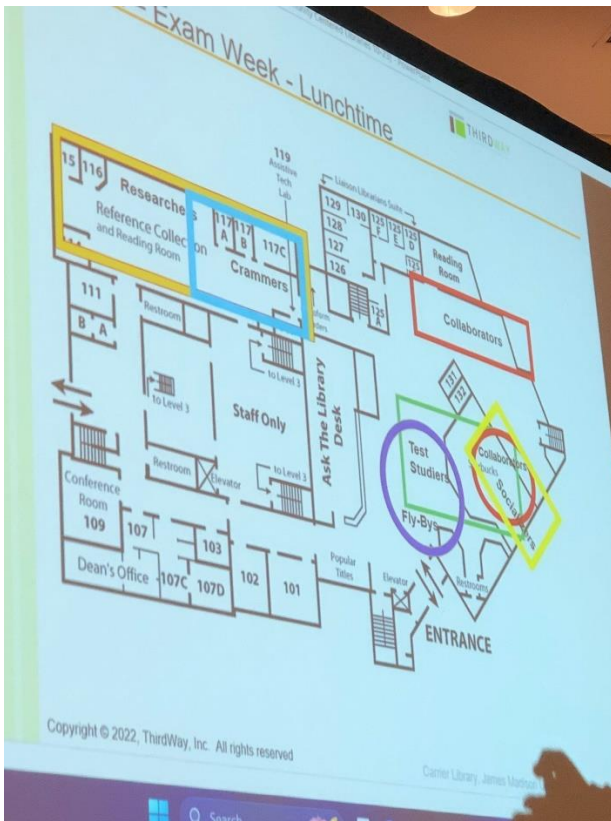 Exam Week - Lunchtime
THIRDWAY
15
116
Researchers
Reference Collection
and Reading Room
117
A
117
B
117C
Crammers
119
Assistive
Tech
Lab
Liaison Librarians Suite
129
130
125
F
125
E
125
D
128
127
126
125
125
A
Reading
Room
Collaborators
111
B
A
Restroom
to Level 3
to Level 3
Staff Only
Ask The Library
Desk
131
132
Test
Studiers
Collaborators
Socializers
Fly-Bys
Restroom
Elevator
to Level 3
Conference
Room
109
107
103
Dean's Office
107C
107D
102
101
Popular
Titles
Elevator
Restrooms
ENTRANCE
Copyright © 2022, ThirdWay, Inc. All rights reserved
Carrier Library, James Madison
Search